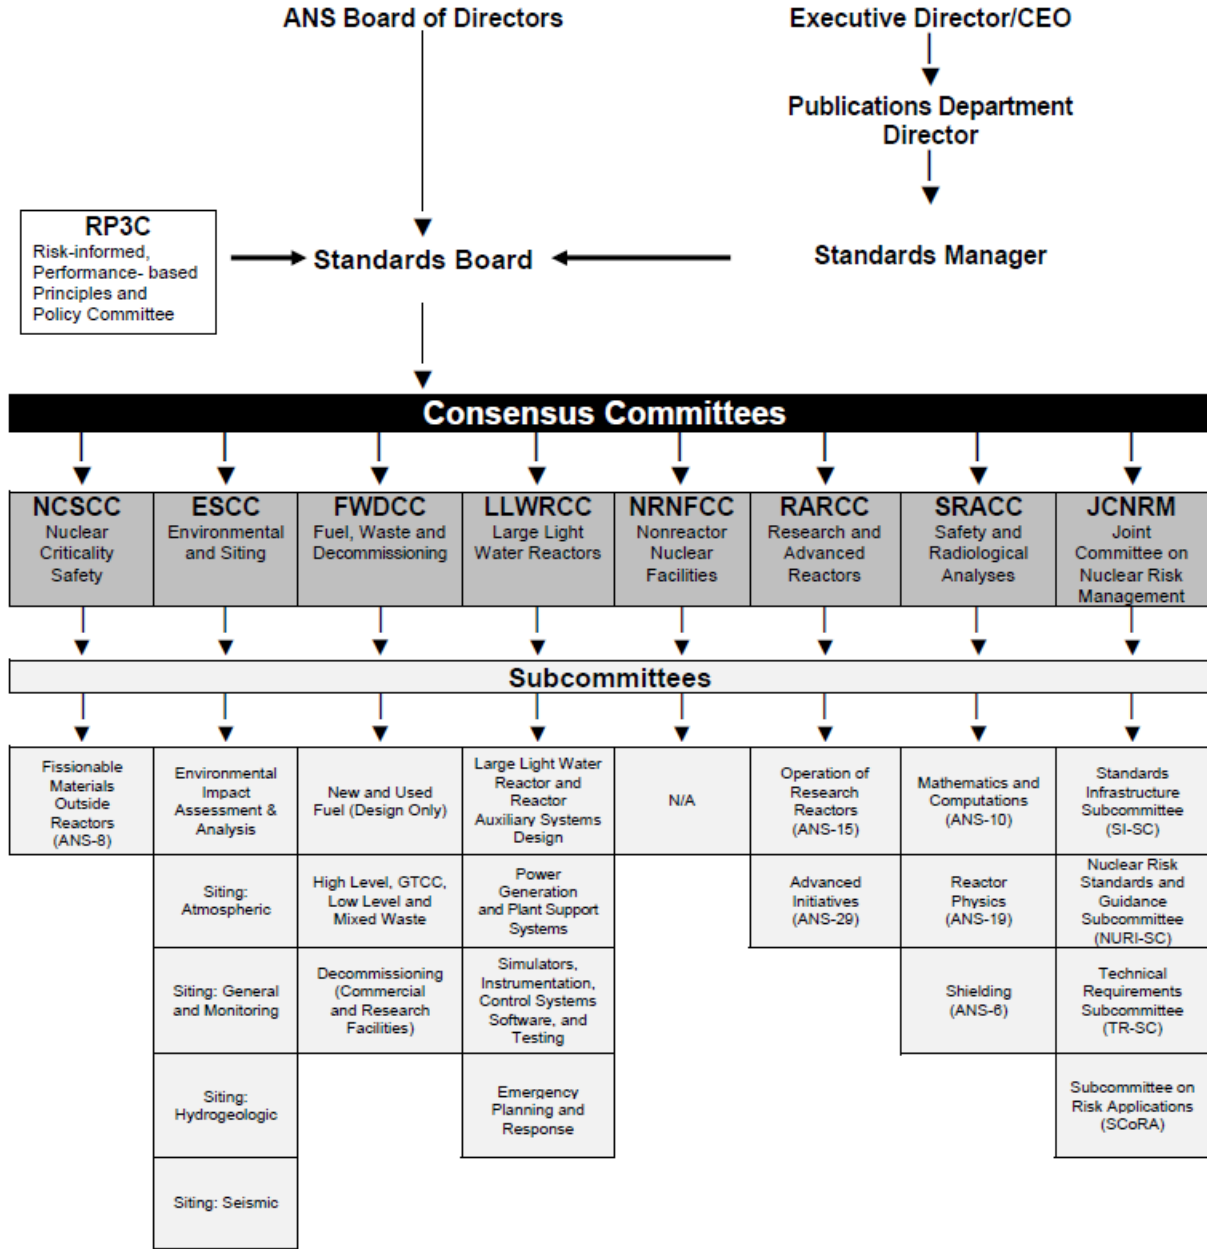 ANS Board of Directors
Executive Director/CEO
Publications Department
Director
RP3C
Risk-informed,
Performance- based
Principles and
Policy Committee
Standards Board
Standards Manager
Consensus Committees
NCSCC
Nuclear
Criticality
Safety
ESCC
Environmental
and Siting
FWDCC
Fuel, Waste and
Decommissioning
LLWRCC
Large Light
Water Reactors
NRNFCC
Nonreactor
Nuclear
Facilities
RARCC
Research and
Advanced
Reactors
SRACC
Safety and
Radiological
Analyses
JCNRM
Joint
Committee on
Nuclear Risk
Management
Subcommittees
Fissionable
Materials
Outside
Reactors
(ANS-8)
Environmental
Impact
Assessment &
Analysis
New and Used
Fuel (Design Only)
Large Light Water
Reactor and
Reactor
Auxiliary Systems
Design
N/A
Operation of
Research
Reactors
(ANS-15)
Mathematics and
Computations
(ANS-10)
Standards
Infrastructure
Subcommittee
(SI-SC)
Siting:
Atmospheric
High Level, GTCC,
Low Level and
Mixed Waste
Power
Generation
and Plant Support
Systems
Advanced
Initiatives
(ANS-29)
Reactor
Physics
(ANS-19)
Nuclear Risk
Standards and
Guidance
Subcommittee
(NURI-SC)
Siting: General
and Monitoring
Decommissioning
(Commercial
and Research
Facilities)
Simulators,
Instrumentation,
Control Systems
Software, and
Testing
Shielding
(ANS-6)
Technical
Requirements
Subcommittee
(TR-SC)
Siting:
Hydrogeologic
Emergency
Planning and
Response
Subcommittee on
Risk Applications
(SCoRA)
Siting: Seismic